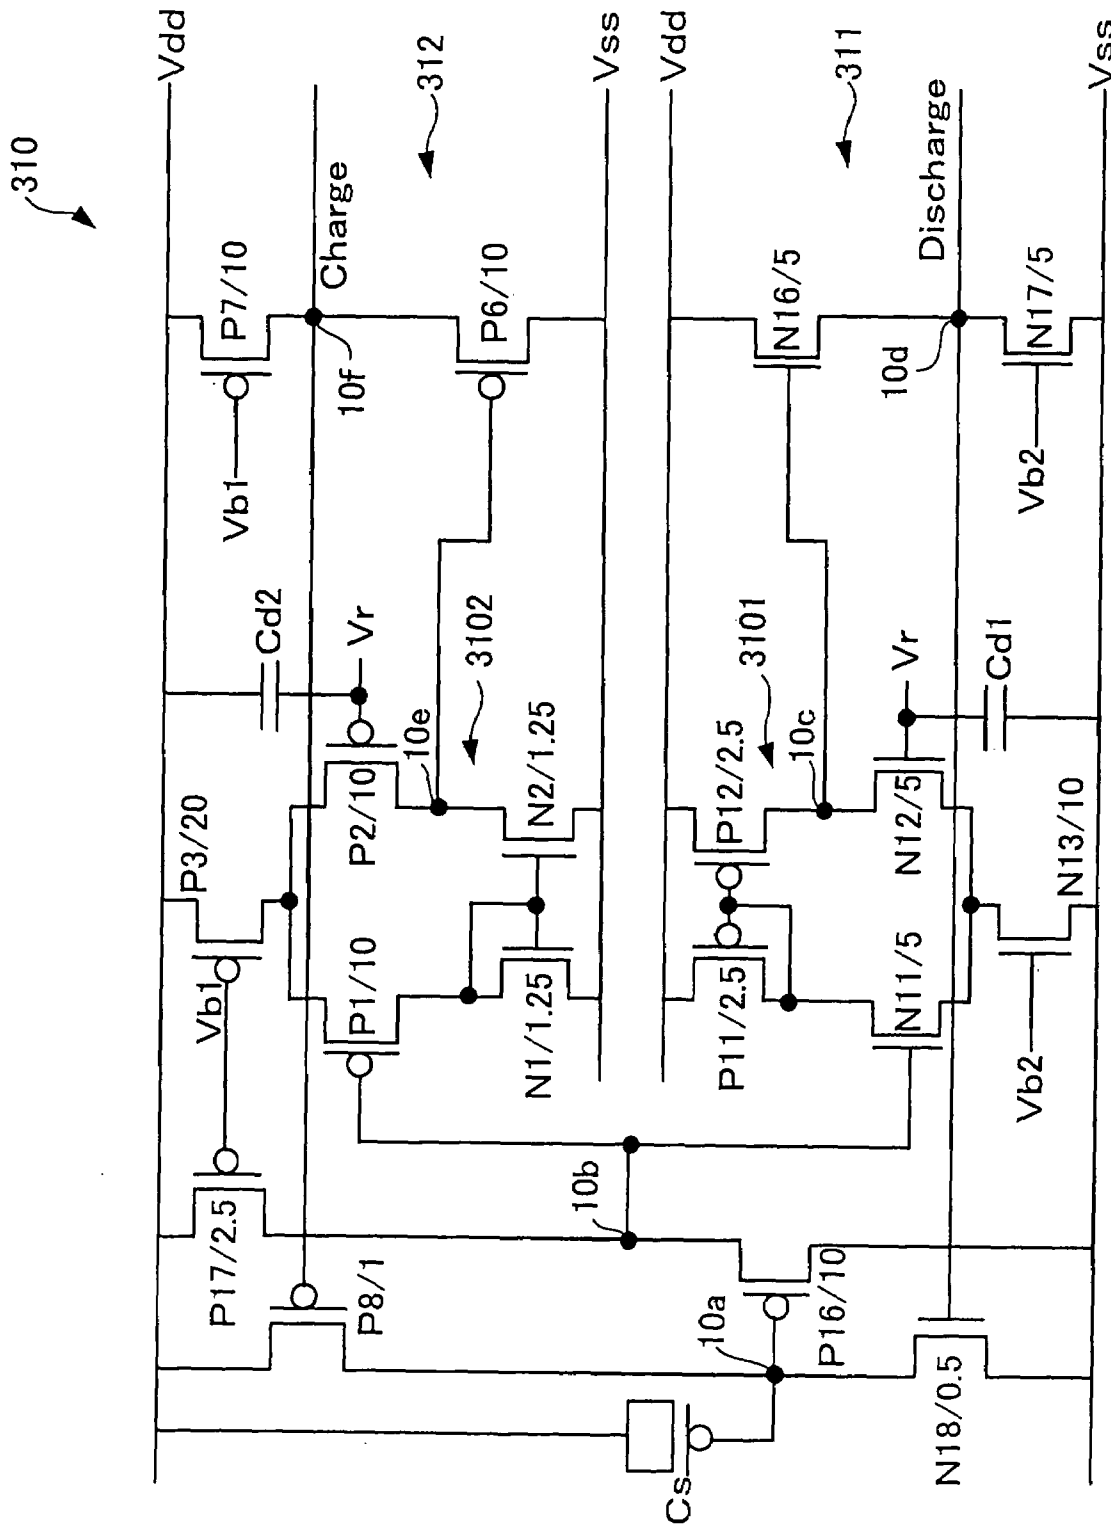 310
Vdd
Charge
312
Vss
Vdd
311
Discharge
Vss
P7/10
Vb1
10f
P6/10
N16/5
10d
N17/5
Vb2
Cd2
Vr
3102
10e
P3/20
P2/10
N2/1.25
Vb1
P1/10
N1/1.25
3101
10c
P12/2.5
Vr
Cd1
N12/5
N13/10
P11/2.5
N11/5
Vb2
P17/2.5
10b
P8/1
10a
P16/10
Cs
N18/0.5